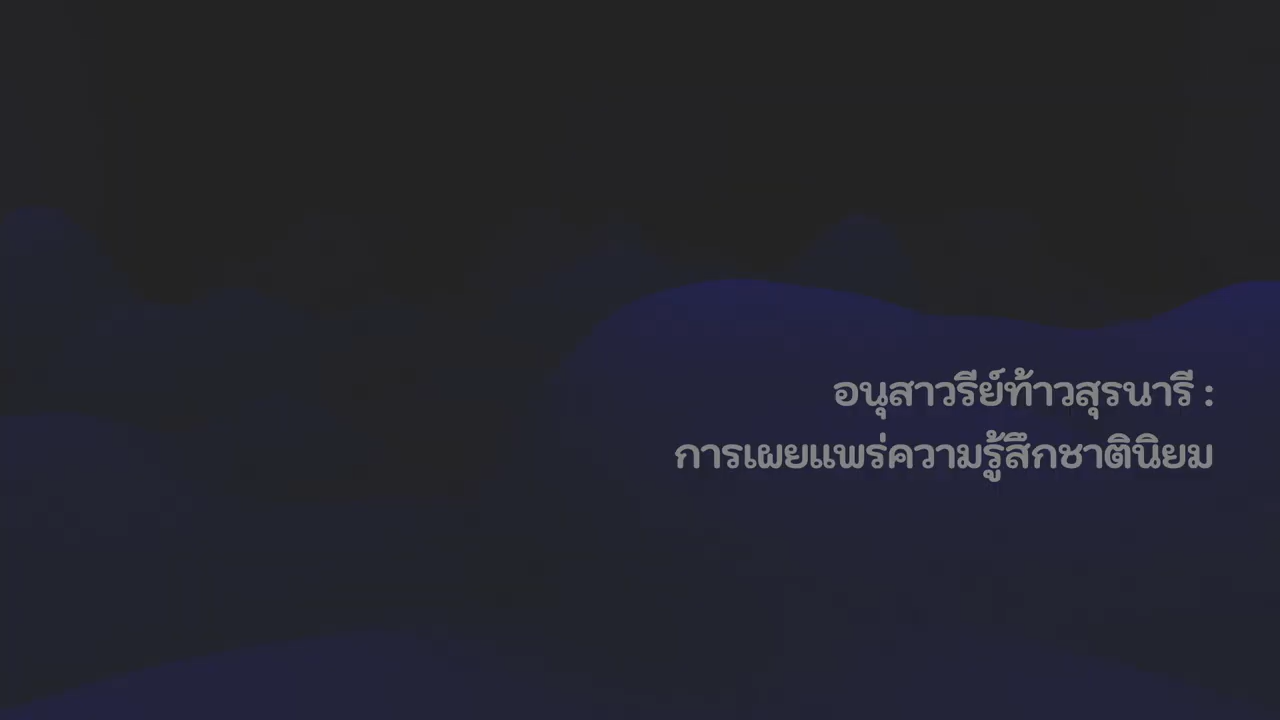 อนุสาวรีย์ท้าวสุรนารี :
การเผยแพร่ความรู้สึกชาตินิยม